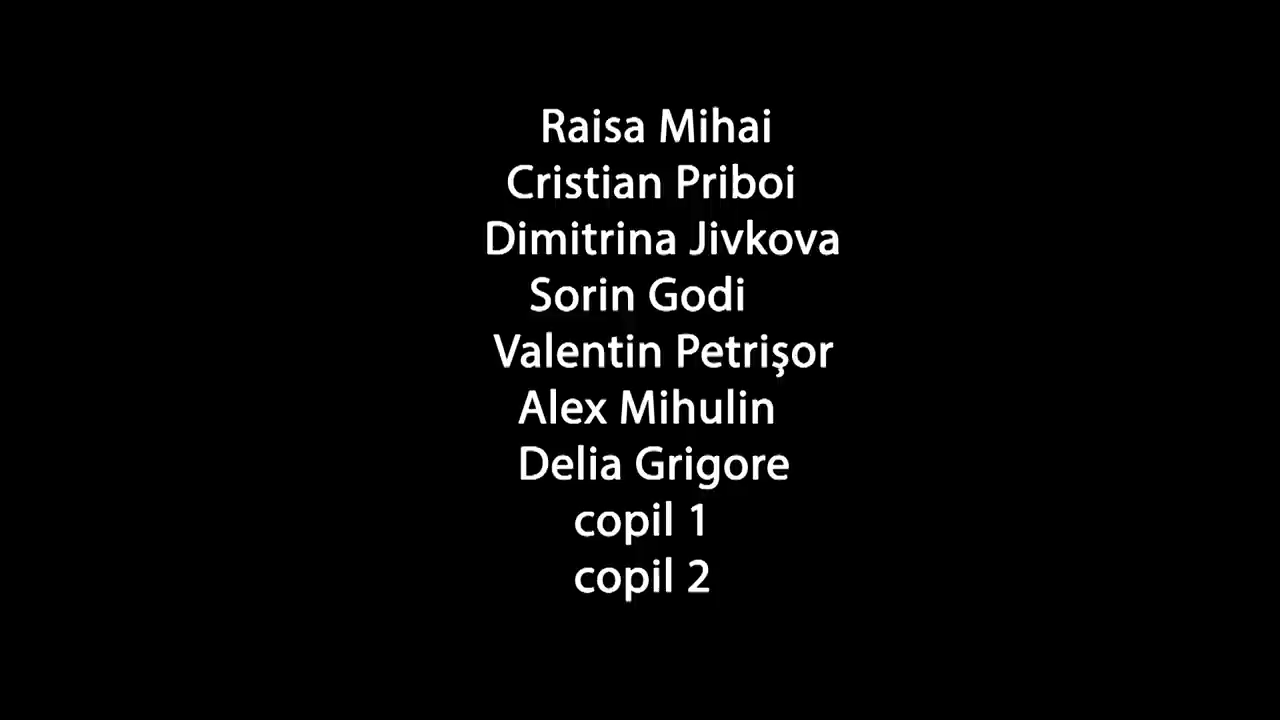 Raisa Mihai
Cristian Priboi
Dimitrina Jivkova
Sorin Godi
Valentin Petrişor
Alex Mihulin
Delia Grigore
copil 1
copil 2